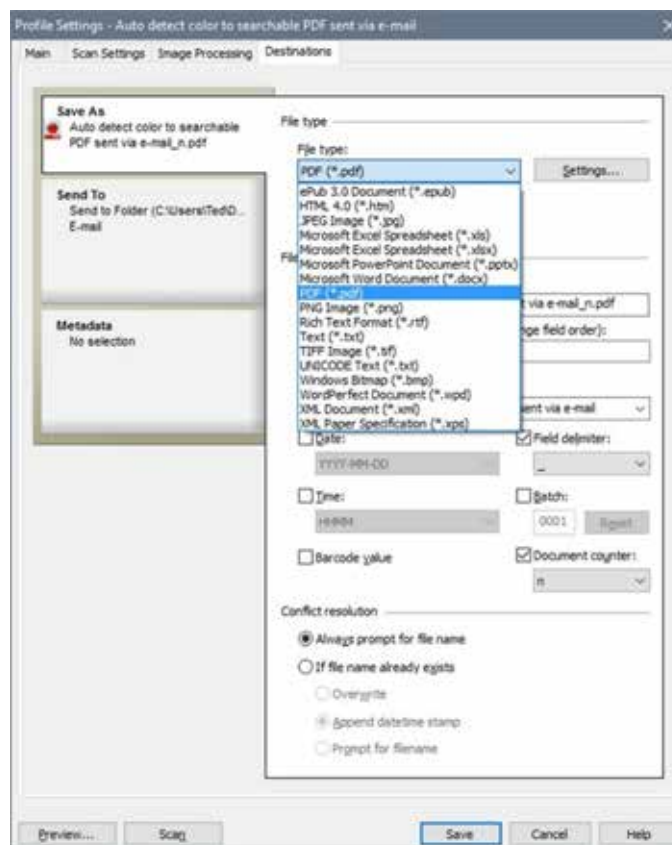 Profile Settings - Auto detect color to searchable PDF sent via e-mail
Main Scan Settings Image Processing Destinations
Save As
Auto detect color to searchable
PDF sent via e-mail_n.pdf
Send To
Send to Folder (C:\Users\Ted\D...
E-mail
Metadata
No selection
File type
File type:
PDF (*.pdf)
Settings...
ePub 3.0 Document (*.epub)
HTML 4.0 (*.htm)
JPEG Image (*.jpg)
Microsoft Excel Spreadsheet (*.xls)
Microsoft Excel Spreadsheet (*.xlsx)
Microsoft PowerPoint Document (*.pptx)
Microsoft Word Document (*.docx)
PDF (*.pdf)
PNG Image (*.png)
Rich Text Format (*.rtf)
Text (*.txt)
TIFF Image (*.tif)
UNICODE Text (*.txt)
Windows Bitmap (*.bmp)
WordPerfect Document (*.wpd)
XML Document (*.xml)
XML Paper Specification (*.xps)
via e-mail_n.pdf
field order):
sent via e-mail
Date: Field delimiter:
YYYY-MM-DD _
Time: Batch:
HHMM 0001 Reset
Barcode value Document counter:
n
Conflict resolution
Always prompt for file name
If file name already exists
Overwrite
Append datetime stamp
Prompt for filename
Preview... Scan Save Cancel Help